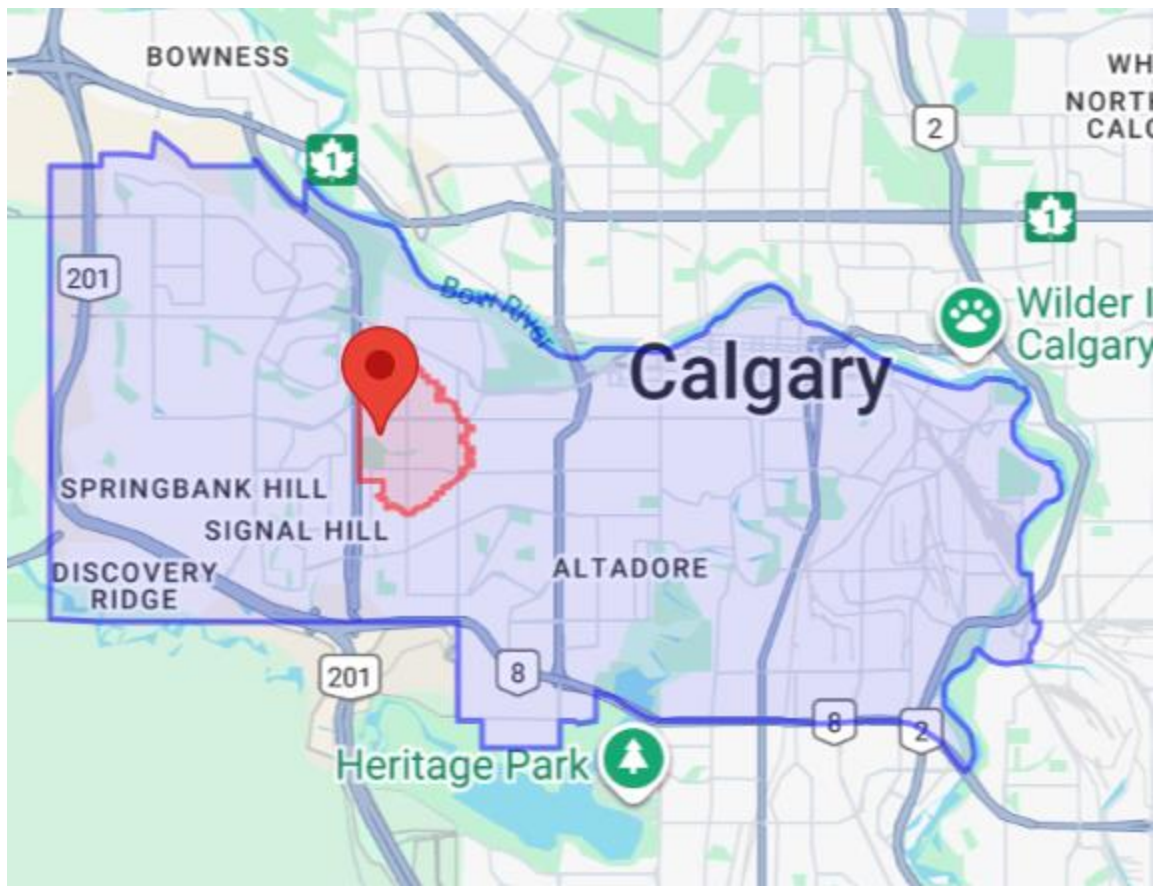 BOWNESS
WH
NORTH
CALG
2
1
1
201
Bow River
Wilder I
Calgary
Calgary
SPRINGBANK HILL
SIGNAL HILL
DISCOVERY
RIDGE
ALTADORE
8
201
8
2
Heritage Park